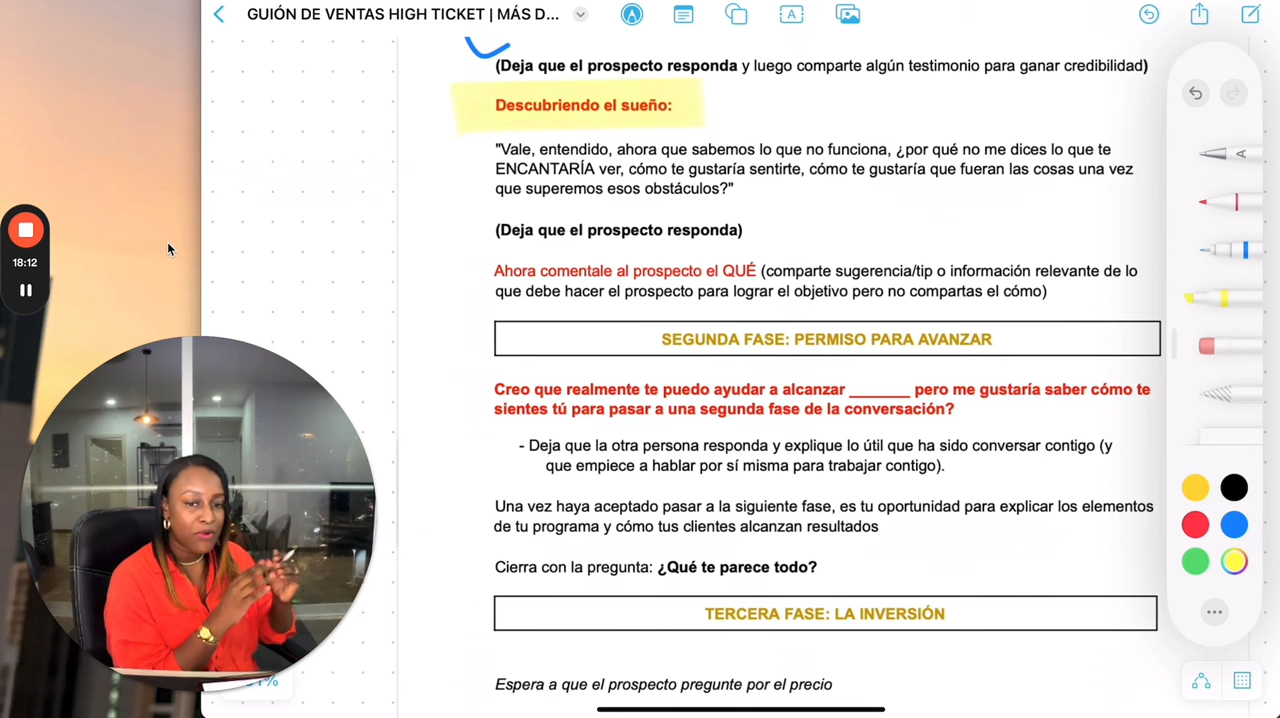 GUIÓN DE VENTAS HIGH TICKET | MÁS D...
(Deja que el prospecto responda y luego comparte algún testimonio para ganar credibilidad)
Descubriendo el sueño:
"Vale, entendido, ahora que sabemos lo que no funciona, ¿por qué no me dices lo que te
ENCANTARÍA ver, cómo te gustaría sentirte, cómo te gustaría que fueran las cosas una vez
que superemos esos obstáculos?"
(Deja que el prospecto responda)
18:12
Ahora comentale al prospecto el QUÉ (comparte sugerencia/tip o información relevante de lo
que debe hacer el prospecto para lograr el objetivo pero no compartas el cómo)
SEGUNDA FASE: PERMISO PARA AVANZAR
Creo que realmente te puedo ayudar a alcanzar _______ pero me gustaría saber cómo te
sientes tú para pasar a una segunda fase de la conversación?
- Deja que la otra persona responda y explique lo útil que ha sido conversar contigo (y
que empiece a hablar por sí misma para trabajar contigo).
Una vez haya aceptado pasar a la siguiente fase, es tu oportunidad para explicar los elementos
de tu programa y cómo tus clientes alcanzan resultados
Cierra con la pregunta: ¿Qué te parece todo?
TERCERA FASE: LA INVERSIÓN
Espera a que el prospecto pregunte por el precio